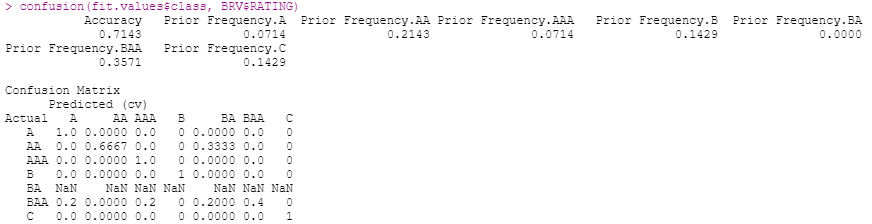 > confusion(fit.values$class, BRV$RATING)
Accuracy Prior Frequency.A Prior Frequency.AA Prior Frequency.AAA Prior Frequency.B Prior Frequency.BA
0.7143 0.0714 0.2143 0.0714 0.1429 0.0000
Prior Frequency.BAA Prior Frequency.C
0.3571 0.1429
Confusion Matrix
Predicted (cv)
Actual A AA AAA B BA BAA C
A 1.0 0.0000 0.0 0 0.0000 0.0 0
AA 0.0 0.6667 0.0 0 0.3333 0.0 0
AAA 0.0 0.0000 1.0 0 0.0000 0.0 0
B 0.0 0.0000 0.0 1 0.0000 0.0 0
BA NaN NaN NaN NaN NaN NaN NaN
BAA 0.2 0.0000 0.2 0 0.2000 0.4 0
C 0.0 0.0000 0.0 0 0.0000 0.0 1